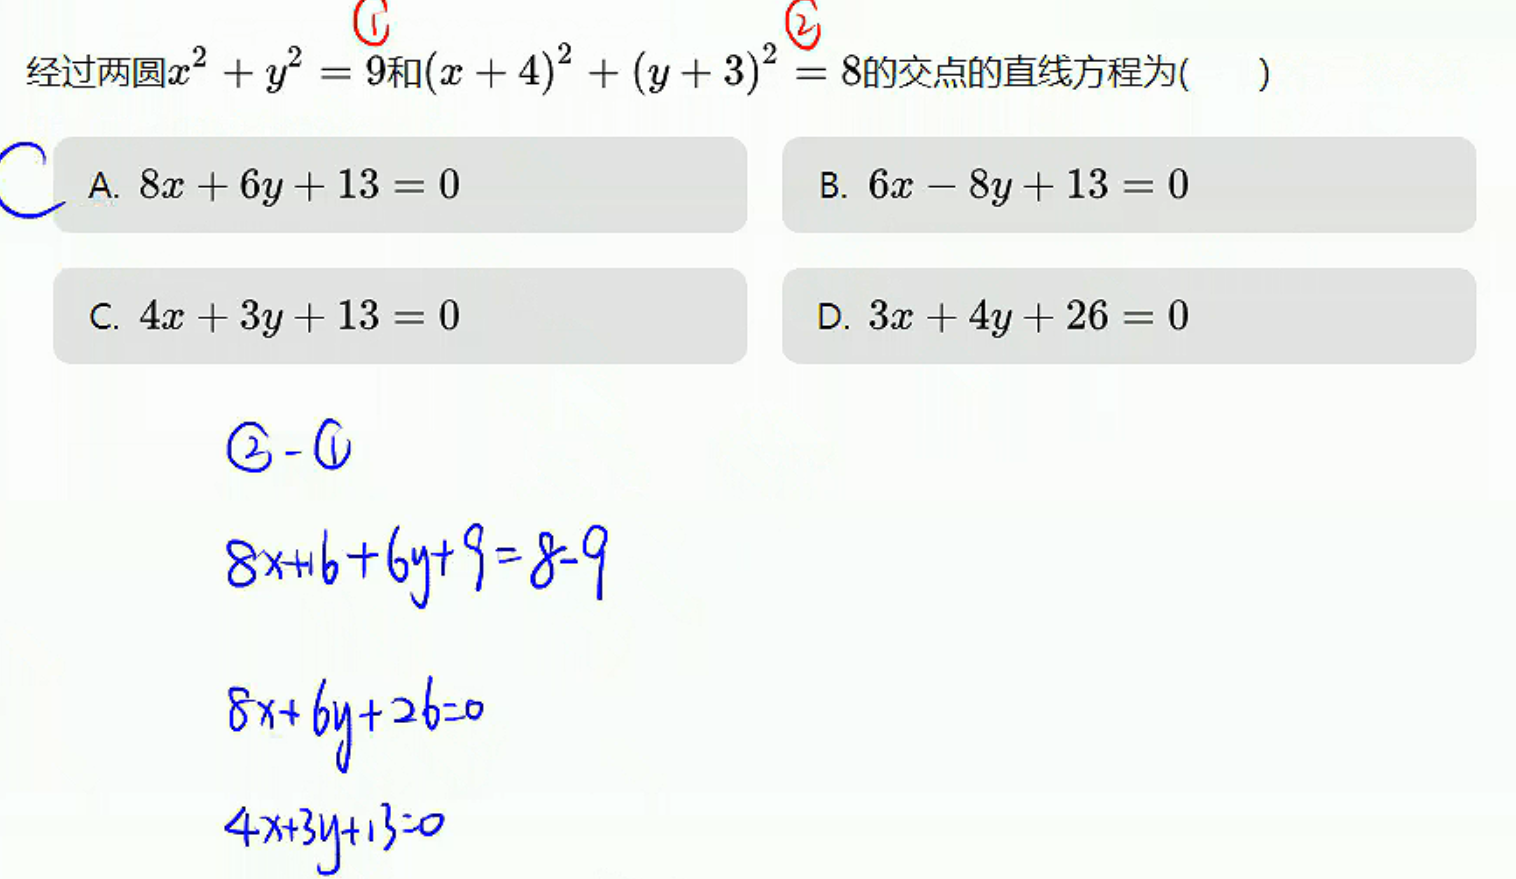 ① ②
经过两圆x² + y² = 9和(x + 4)² + (y + 3)² = 8的交点的直线方程为(  )
C
A. 8x + 6y + 13 = 0
B. 6x − 8y + 13 = 0
C. 4x + 3y + 13 = 0
D. 3x + 4y + 26 = 0
②-①
8x+16+6y+9=8-9
8x+6y+26=0
4x+3y+13=0